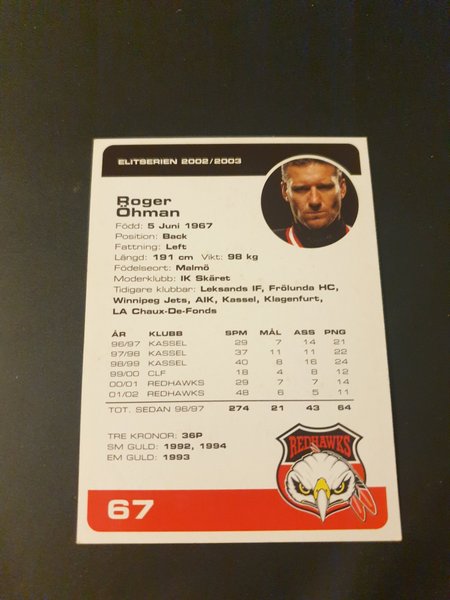 ELITSERIEN 2002/2003
Roger
Öhman
Född: 5 Juni 1967
Position: Back
Fattning: Left
Längd: 191 cm Vikt: 98 kg
Födelseort: Malmö
Moderklubb: IK Skäret
Tidigare klubbar: Leksands IF, Frölunda HC,
Winnipeg Jets, AIK, Kassel, Klagenfurt,
LA Chaux-De-Fonds
ÅR KLUBB SPM MÅL ASS PNG
96/97 KASSEL 29 7 14 21
97/98 KASSEL 37 11 11 22
98/99 KASSEL 40 8 16 24
99/00 CLF 18 4 8 12
00/01 REDHAWKS 29 7 7 14
01/02 REDHAWKS 48 6 5 11
TOT. SEDAN 96/97 274 21 43 64
TRE KRONOR: 36P
SM GULD: 1992, 1994
EM GULD: 1993
REDHAWKS
67